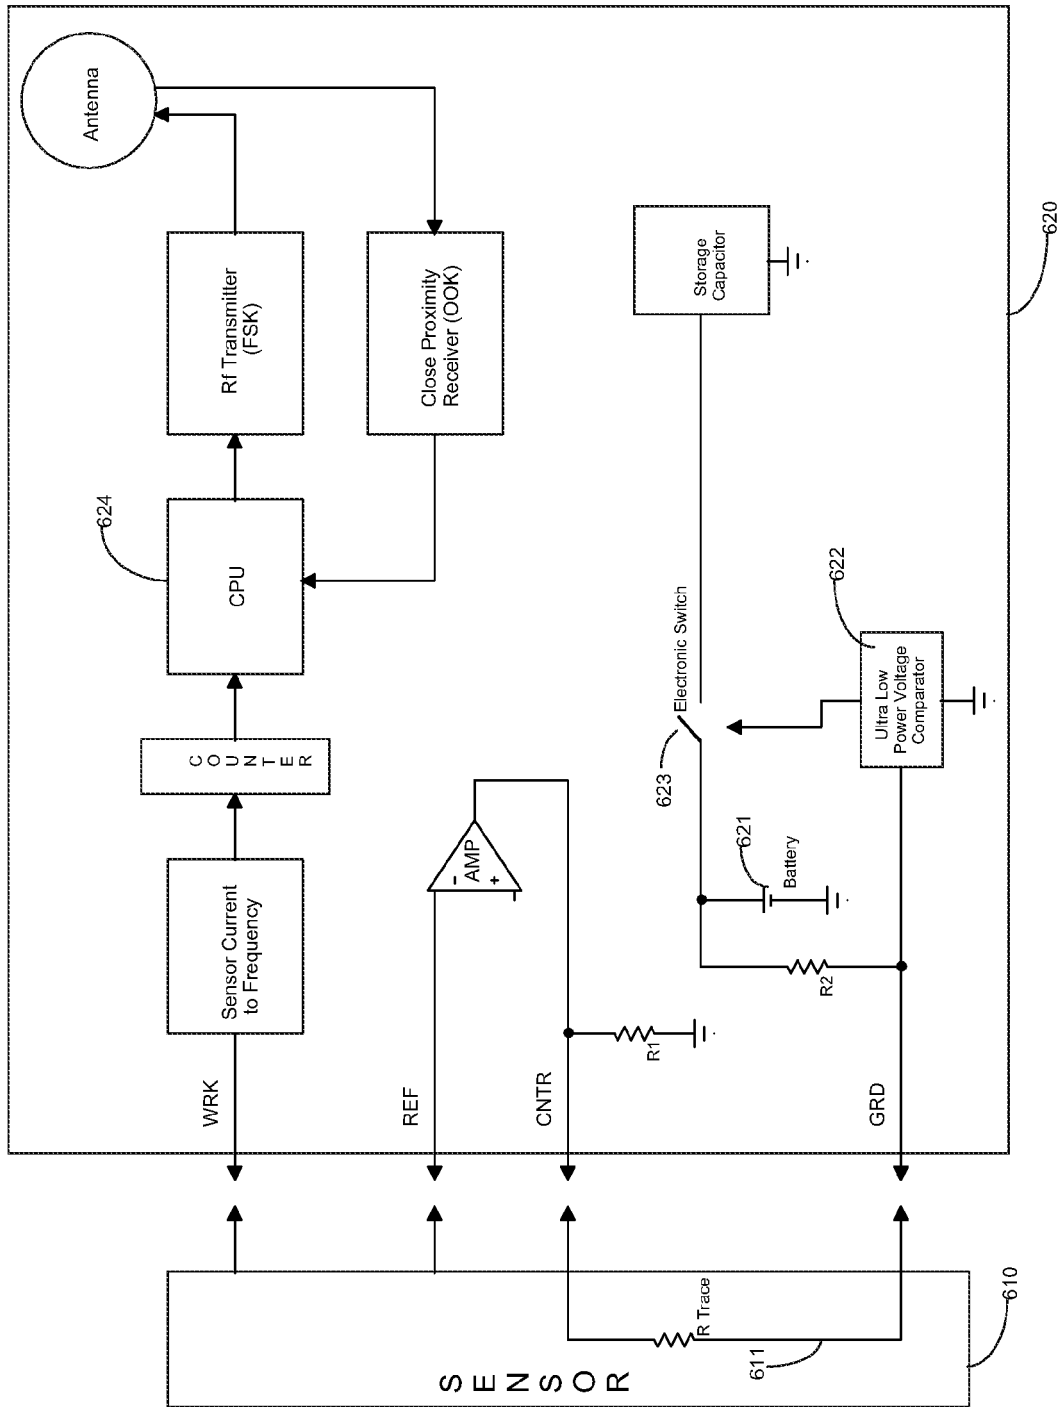 Antenna
Rf Transmitter
(FSK)
Close Proximity
Receiver (OOK)
624
CPU
COUNTER
Sensor Current
to Frequency
Storage
Capacitor
620
Electronic Switch
623
622
Ultra Low
Power Voltage
Comparator
-
AMP
+
621
Battery
R2
R1
WRK
REF
CNTR
GRD
R Trace
611
610
SENSOR